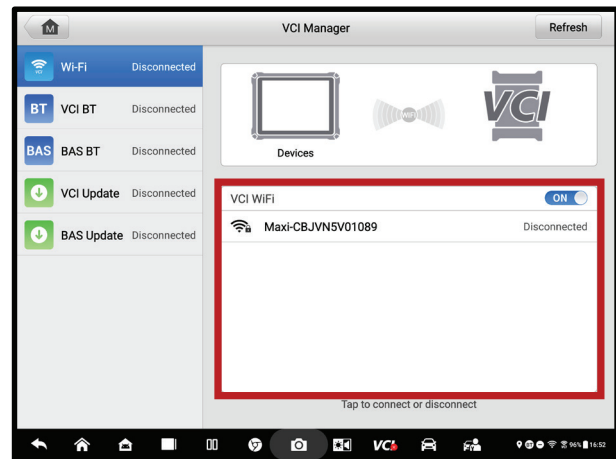 M
VCI Manager
Refresh
VCI
Wi-Fi
Disconnected
BT
VCI BT
Disconnected
BAS
BAS BT
Disconnected
VCI Update
Disconnected
BAS Update
Disconnected
WiFi
VCI
Devices
VCI WiFi
ON
Maxi-CBJVN5V01089
Disconnected
Tap to connect or disconnect
VCI
96%
16:52